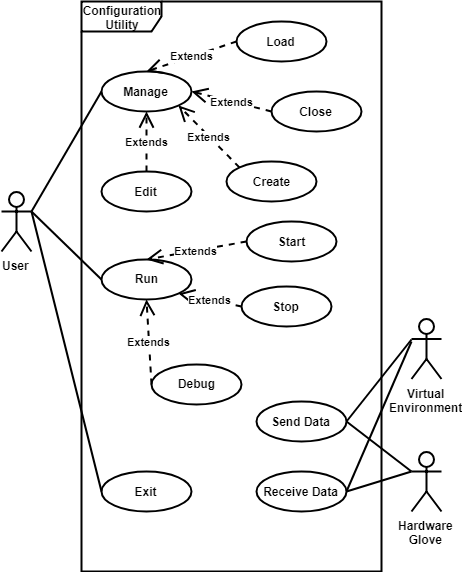 Configuration
Utility
Load
Extends
Manage
Extends
Close
Extends
Extends
Edit
Create
User
Extends
Start
Run
Extends
Stop
Extends
Debug
Virtual
Environment
Send Data
Exit
Receive Data
Hardware
Glove